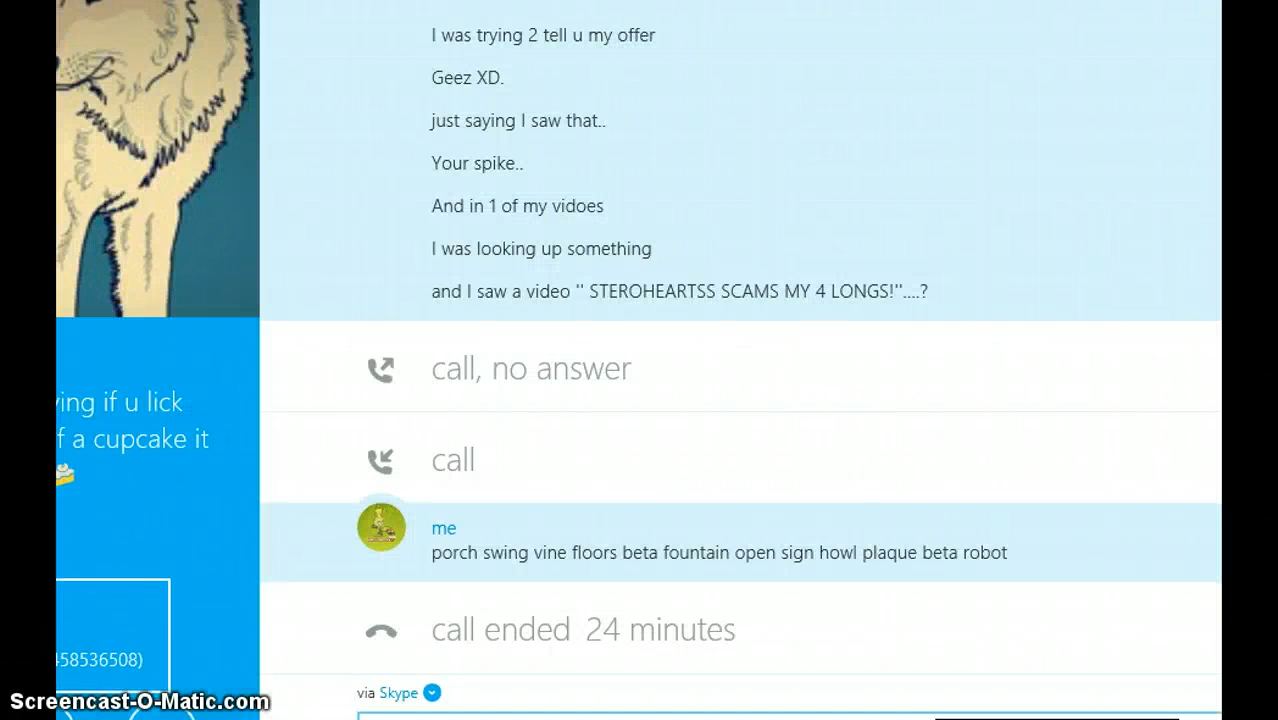 I was trying 2 tell u my offer
Geez XD.
just saying I saw that..
Your spike..
And in 1 of my vidoes
I was looking up something
and I saw a video " STEROHEARTSS SCAMS MY 4 LONGS!"....?
call, no answer
ing if u lick
f a cupcake it
call
me
porch swing vine floors beta fountain open sign howl plaque beta robot
call ended 24 minutes
458536508)
via Skype
Screencast-O-Matic.com